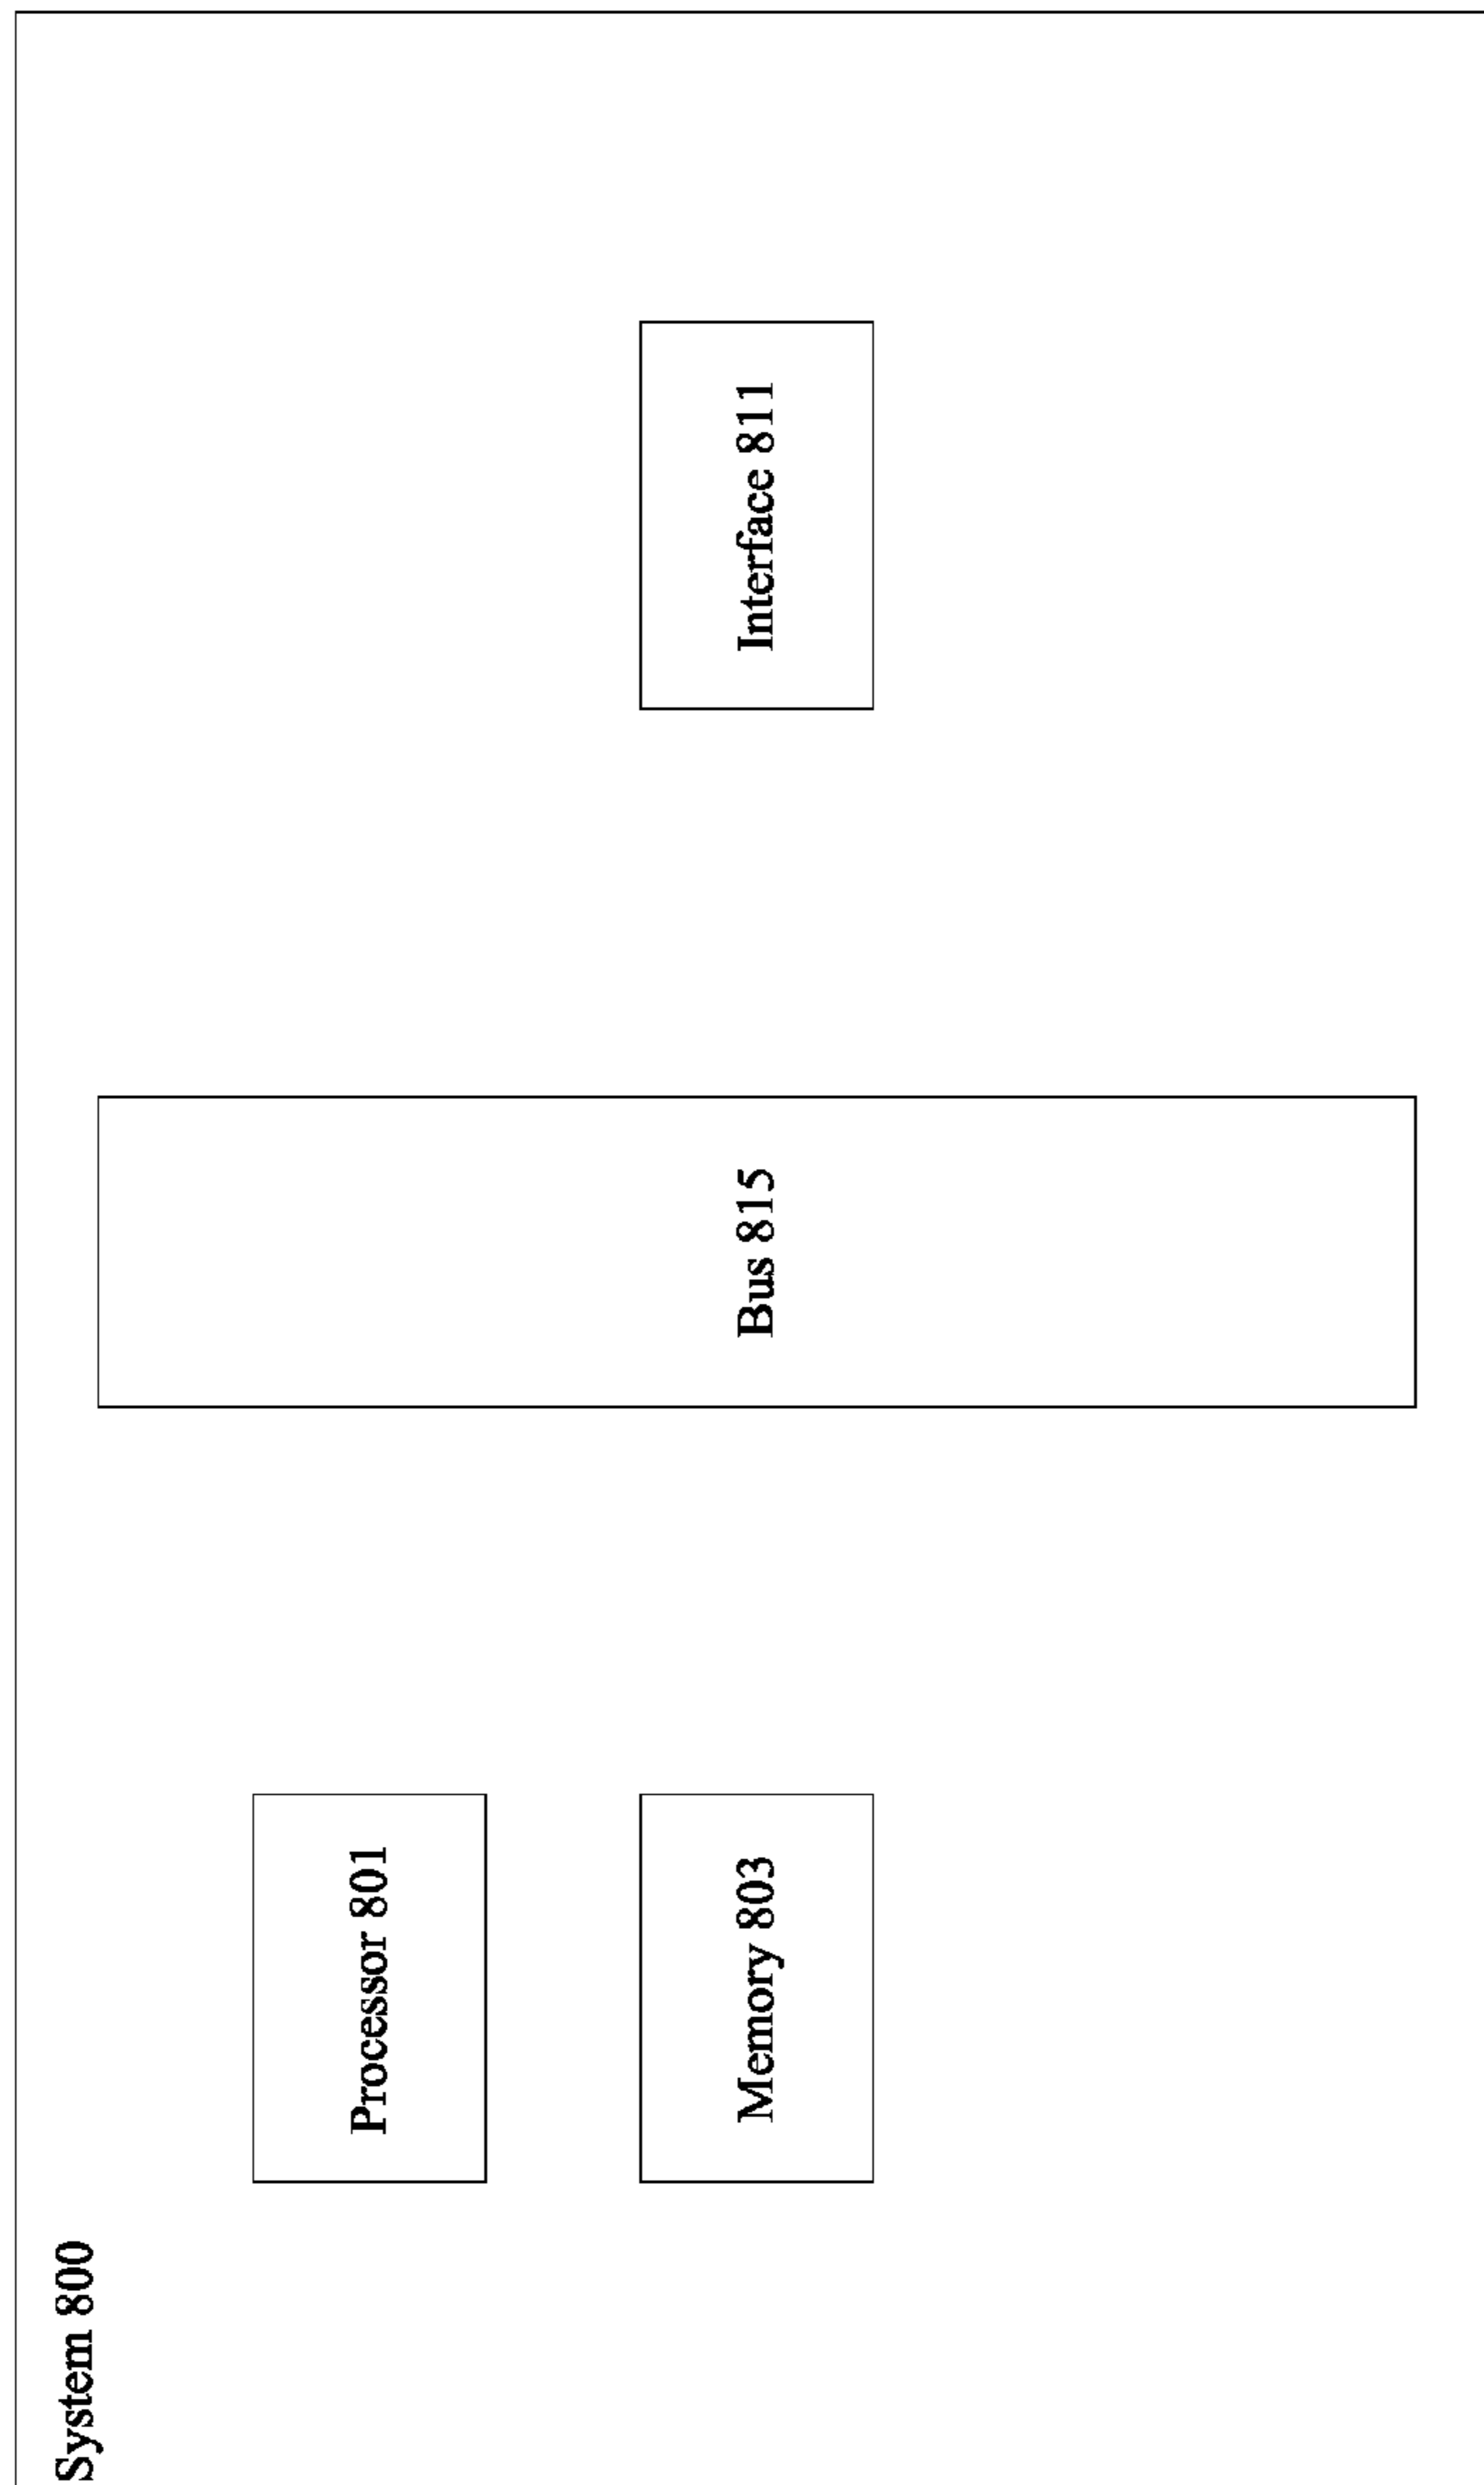 System 800
Processor 801
Memory 803
Bus 815
Interface 811